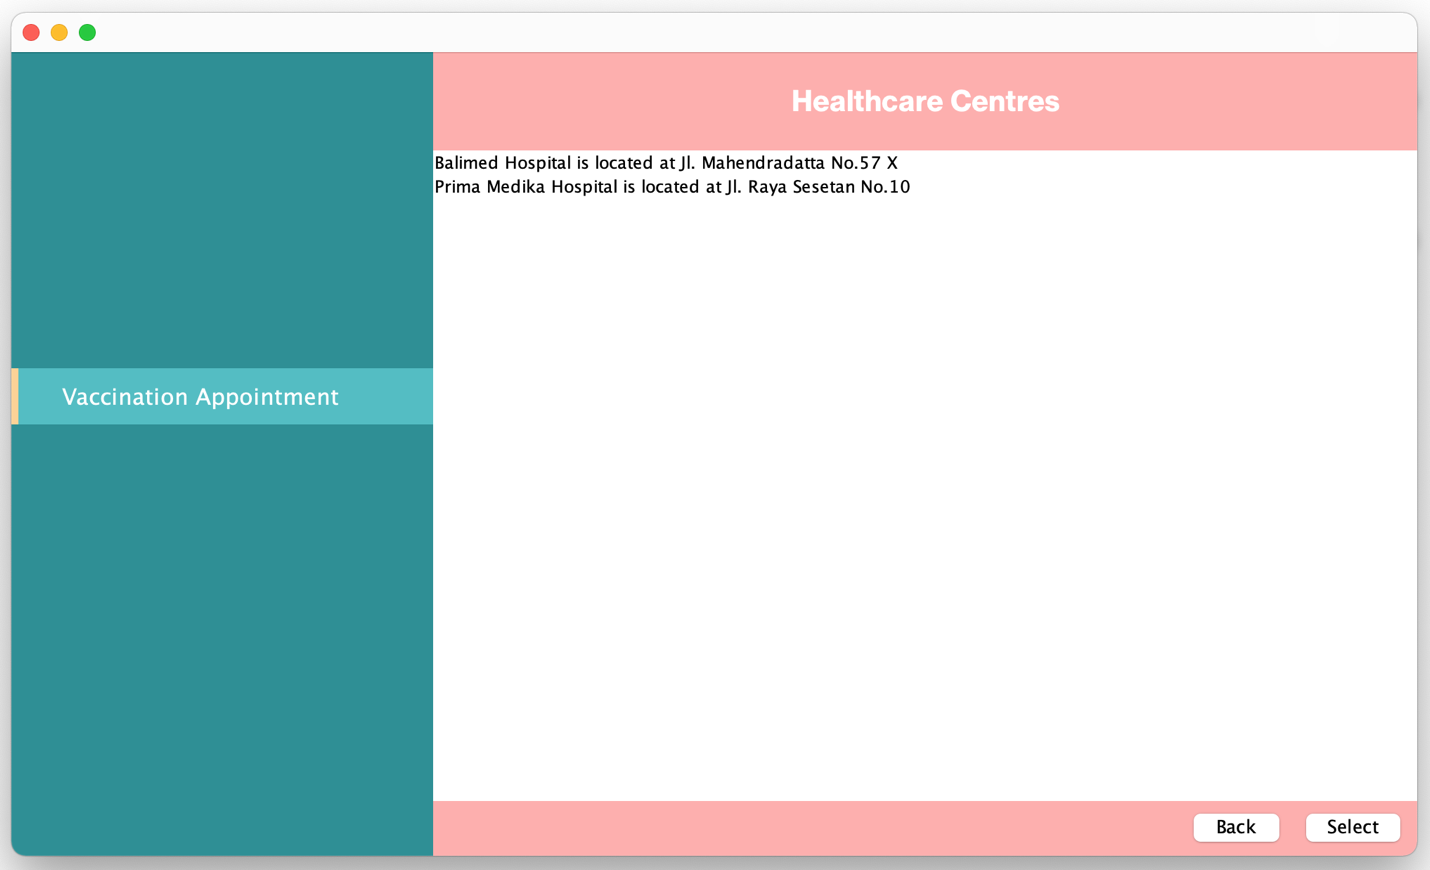 Healthcare Centres
Balimed Hospital is located at Jl. Mahendradatta No.57 X
Prima Medika Hospital is located at Jl. Raya Sesetan No.10
Vaccination Appointment
Back
Select